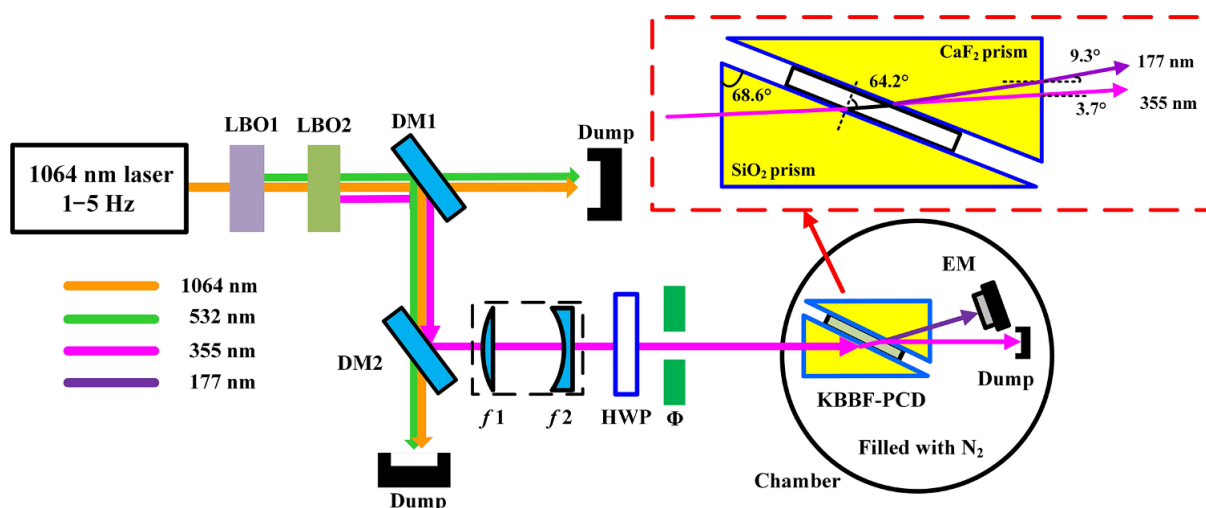 1064 nm laser
1−5 Hz
LBO1
LBO2
DM1
Dump
CaF₂ prism
9.3°
177 nm
68.6°
64.2°
355 nm
3.7°
SiO₂ prism
1064 nm
532 nm
355 nm
177 nm
DM2
f1
f2
HWP
Φ
Dump
EM
Dump
KBBF-PCD
Filled with N₂
Chamber